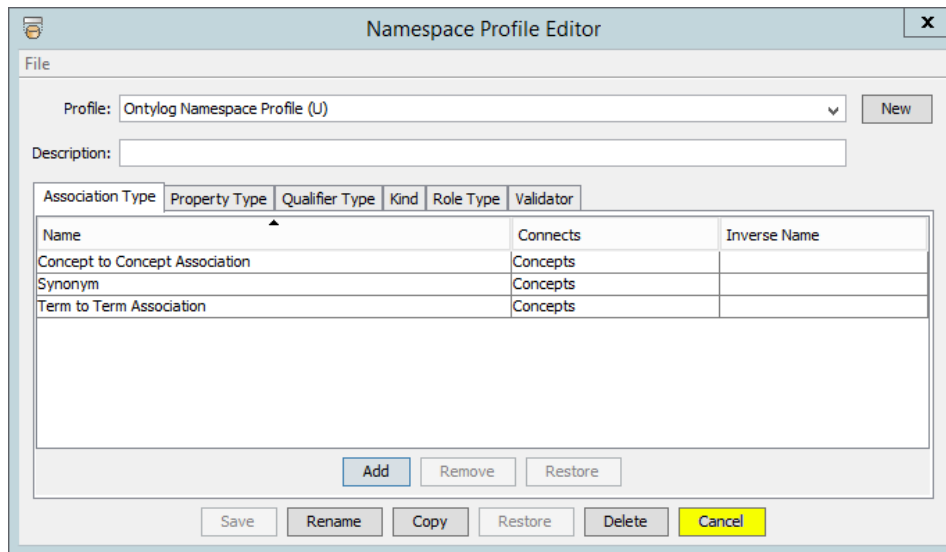 Namespace Profile Editor
x
File
Profile: Ontylog Namespace Profile (U) New
Description:
Association Type Property Type Qualifier Type Kind Role Type Validator
Name Connects Inverse Name
Concept to Concept Association Concepts
Synonym Concepts
Term to Term Association Concepts
Add Remove Restore
Save Rename Copy Restore Delete Cancel